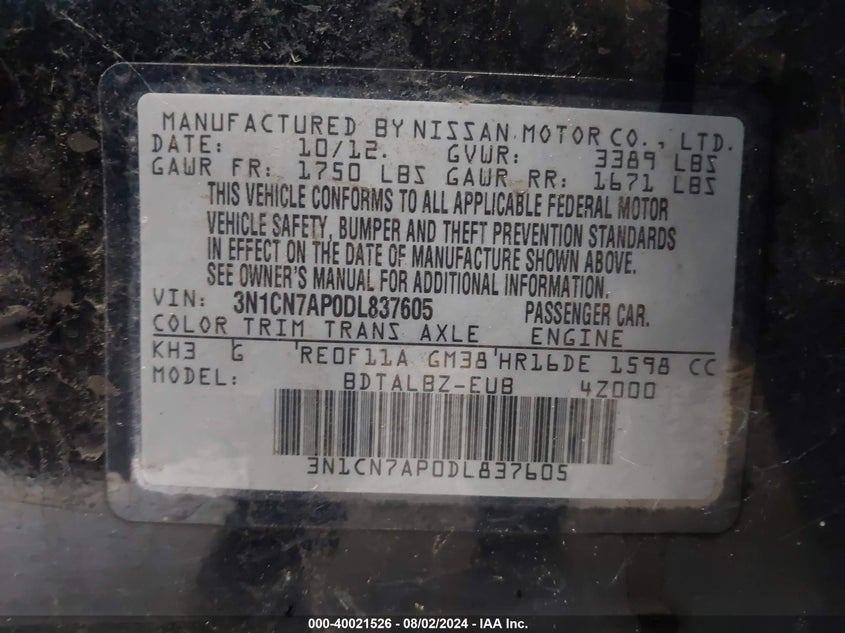 MANUFACTURED BY NISSAN MOTOR CO., LTD.
DATE: 10/12. GVWR: 3389 LBS
GAWR FR: 1750 LBS GAWR RR: 1671 LBS
THIS VEHICLE CONFORMS TO ALL APPLICABLE FEDERAL MOTOR
VEHICLE SAFETY, BUMPER AND THEFT PREVENTION STANDARDS
IN EFFECT ON THE DATE OF MANUFACTURE SHOWN ABOVE.
SEE OWNER'S MANUAL FOR ADDITIONAL INFORMATION.
VIN: 3N1CN7AP0DL837605 PASSENGER CAR.
COLOR TRIM TRANS AXLE ENGINE
KH3 G RE0F11A GM38 HR16DE 1598 CC
MODEL: BDTALBZ-EUB 4Z000
3N1CN7AP0DL837605
000-40021526 - 08/02/2024 - IAA Inc.